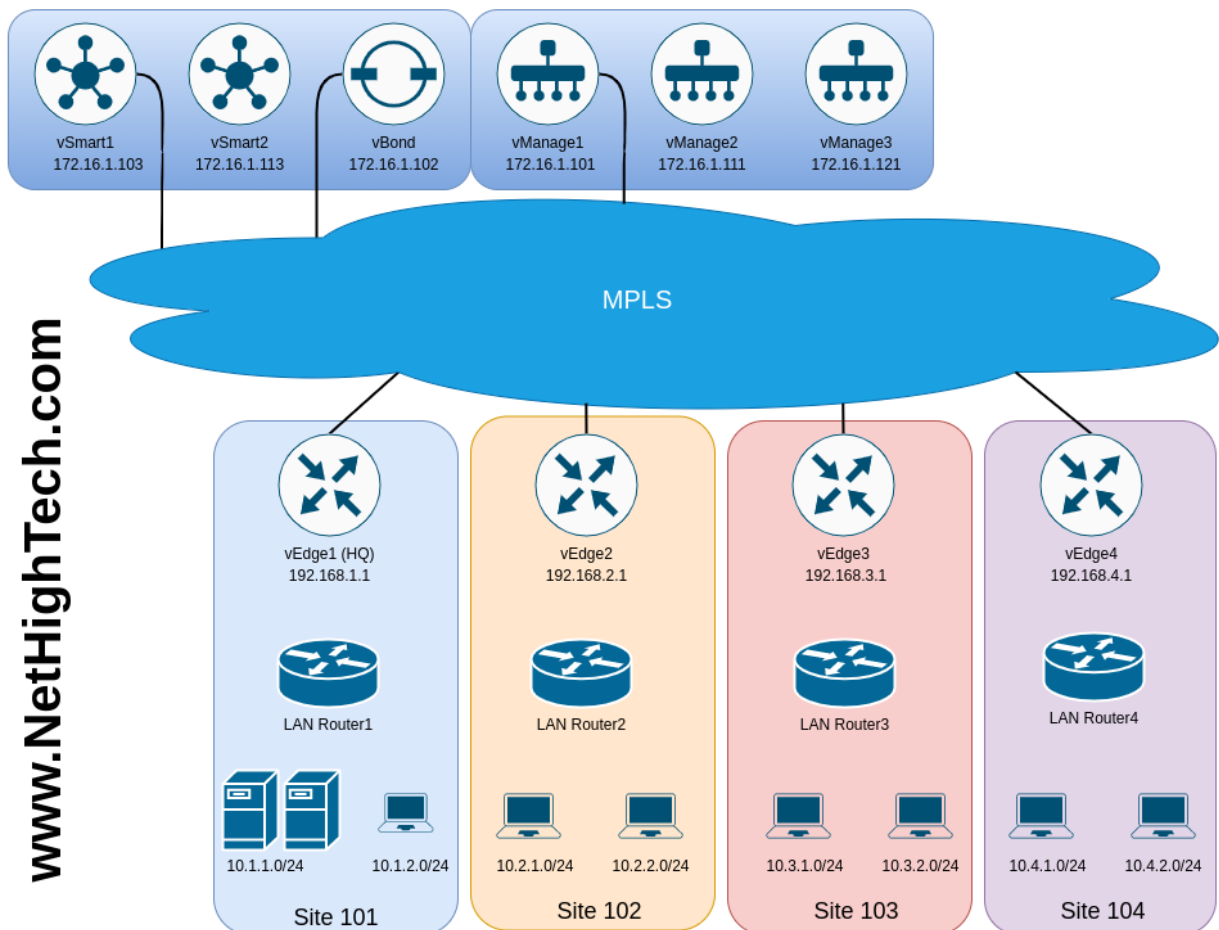 vSmart1
172.16.1.103
vSmart2
172.16.1.113
vBond
172.16.1.102
vManage1
172.16.1.101
vManage2
172.16.1.111
vManage3
172.16.1.121
MPLS
www.NetHighTech.com
vEdge1 (HQ)
192.168.1.1
LAN Router1
10.1.1.0/24
10.1.2.0/24
Site 101
vEdge2
192.168.2.1
LAN Router2
10.2.1.0/24
10.2.2.0/24
Site 102
vEdge3
192.168.3.1
LAN Router3
10.3.1.0/24
10.3.2.0/24
Site 103
vEdge4
192.168.4.1
LAN Router4
10.4.1.0/24
10.4.2.0/24
Site 104